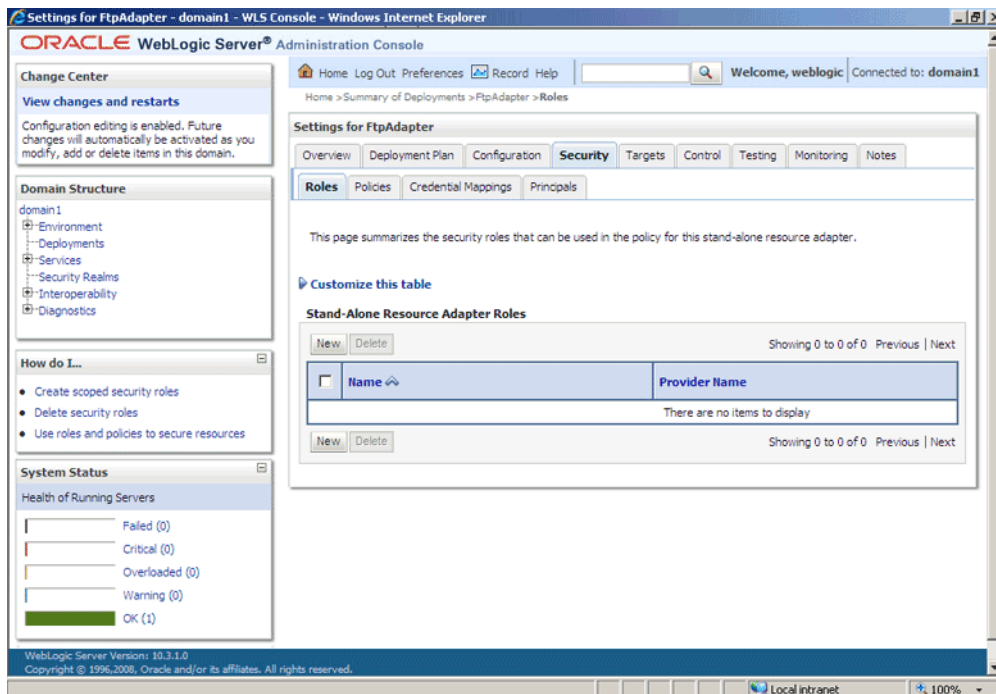 Settings for FtpAdapter - domain1 - WLS Console - Windows Internet Explorer
ORACLE WebLogic Server® Administration Console
Change Center
View changes and restarts
Configuration editing is enabled. Future
changes will automatically be activated as you
modify, add or delete items in this domain.
Domain Structure
domain1
Environment
Deployments
Services
Security Realms
Interoperability
Diagnostics
How do I...
Create scoped security roles
Delete security roles
Use roles and policies to secure resources
System Status
Health of Running Servers
Failed (0)
Critical (0)
Overloaded (0)
Warning (0)
OK (1)
Home Log Out Preferences Record Help
Welcome, weblogic Connected to: domain1
Home >Summary of Deployments >FtpAdapter >Roles
Settings for FtpAdapter
Overview Deployment Plan Configuration Security Targets Control Testing Monitoring Notes
Roles Policies Credential Mappings Principals
This page summarizes the security roles that can be used in the policy for this stand-alone resource adapter.
Customize this table
Stand-Alone Resource Adapter Roles
New Delete Showing 0 to 0 of 0 Previous | Next
Name Provider Name
There are no items to display
New Delete Showing 0 to 0 of 0 Previous | Next
WebLogic Server Version: 10.3.1.0
Copyright © 1996,2008, Oracle and/or its affiliates. All rights reserved.
Local intranet 100%